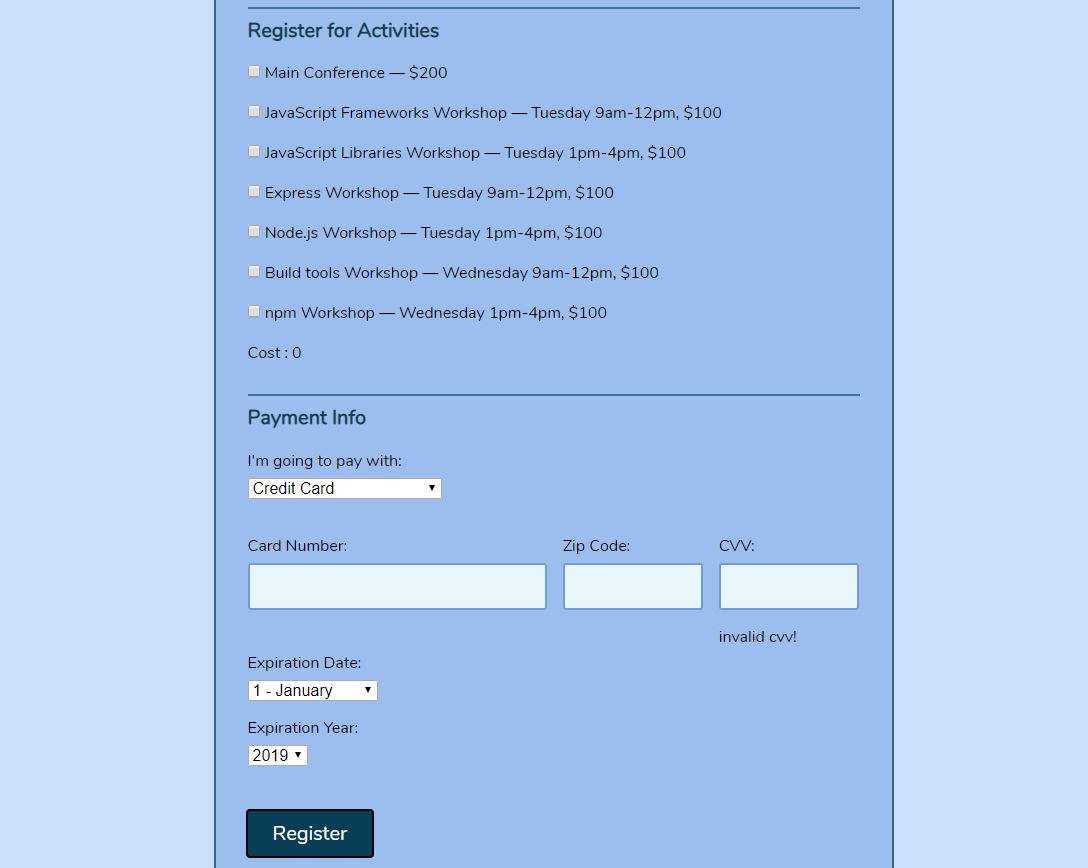 Register for Activities
Main Conference — $200
JavaScript Frameworks Workshop — Tuesday 9am-12pm, $100
JavaScript Libraries Workshop — Tuesday 1pm-4pm, $100
Express Workshop — Tuesday 9am-12pm, $100
Node.js Workshop — Tuesday 1pm-4pm, $100
Build tools Workshop — Wednesday 9am-12pm, $100
npm Workshop — Wednesday 1pm-4pm, $100
Cost : 0
Payment Info
I'm going to pay with:
Credit Card
Card Number: Zip Code: CVV:
invalid cvv!
Expiration Date:
1 - January
Expiration Year:
2019
Register